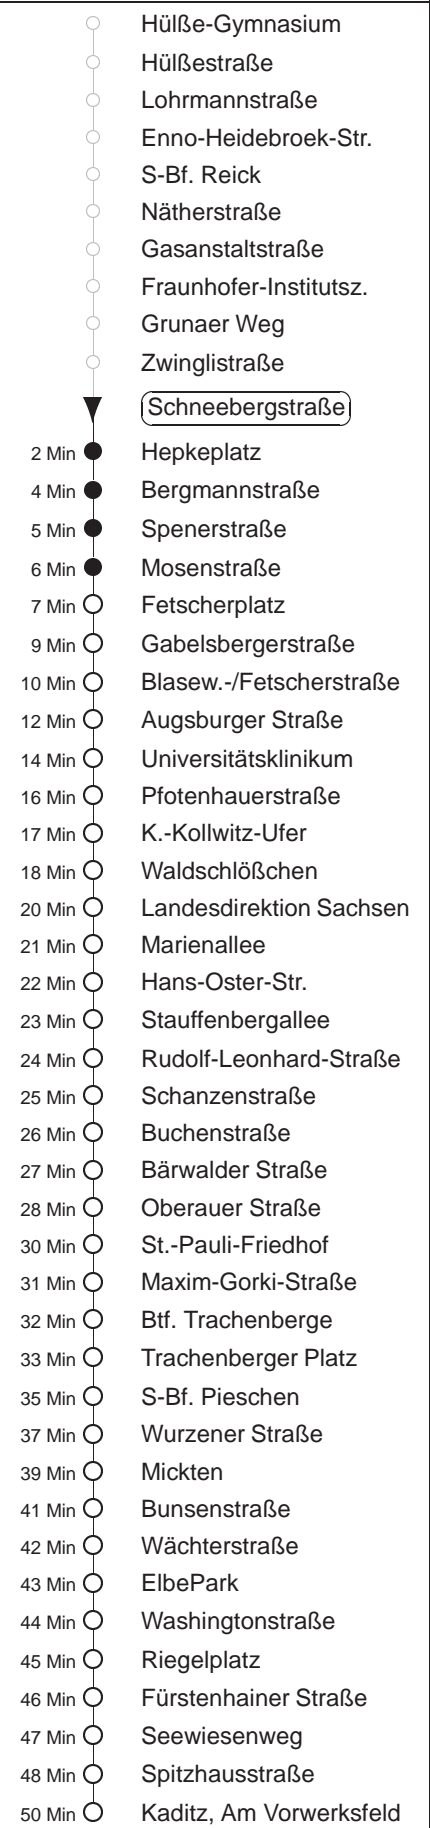 Hülße-Gymnasium
Hülßestraße
Lohrmannstraße
Enno-Heidebroek-Str.
S-Bf. Reick
Nätherstraße
Gasanstaltstraße
Fraunhofer-Institutsz.
Grunaer Weg
Zwinglistraße
Schneebergstraße
2 Min Hepkeplatz
4 Min Bergmannstraße
5 Min Spenerstraße
6 Min Mosenstraße
7 Min Fetscherplatz
9 Min Gabelsbergerstraße
10 Min Blasew.-/Fetscherstraße
12 Min Augsburger Straße
14 Min Universitätsklinikum
16 Min Pfotenhauerstraße
17 Min K.-Kollwitz-Ufer
18 Min Waldschlößchen
20 Min Landesdirektion Sachsen
21 Min Marienallee
22 Min Hans-Oster-Str.
23 Min Stauffenbergallee
24 Min Rudolf-Leonhard-Straße
25 Min Schanzenstraße
26 Min Buchenstraße
27 Min Bärwalder Straße
28 Min Oberauer Straße
30 Min St.-Pauli-Friedhof
31 Min Maxim-Gorki-Straße
32 Min Btf. Trachenberge
33 Min Trachenberger Platz
35 Min S-Bf. Pieschen
37 Min Wurzener Straße
39 Min Mickten
41 Min Bunsenstraße
42 Min Wächterstraße
43 Min ElbePark
44 Min Washingtonstraße
45 Min Riegelplatz
46 Min Fürstenhainer Straße
47 Min Seewiesenweg
48 Min Spitzhausstraße
50 Min Kaditz, Am Vorwerksfeld